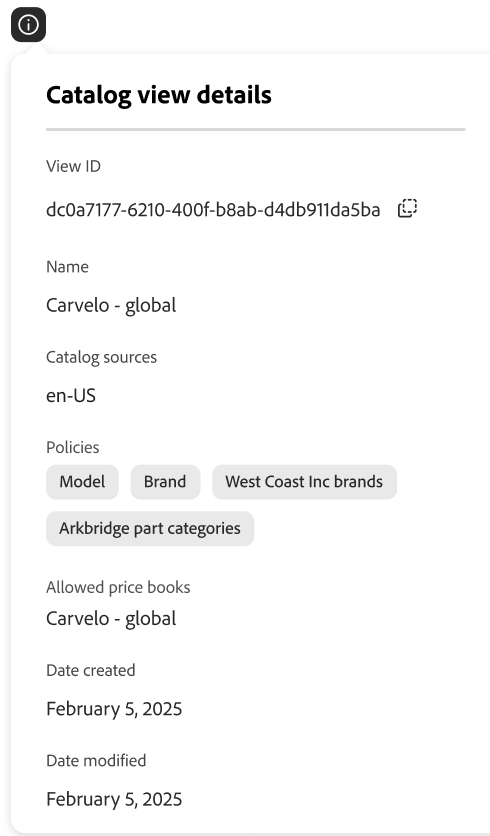 Catalog view details
View ID
dc0a7177-6210-400f-b8ab-d4db911da5ba
Name
Carvelo - global
Catalog sources
en-US
Policies
Model Brand West Coast Inc brands
Arkbridge part categories
Allowed price books
Carvelo - global
Date created
February 5, 2025
Date modified
February 5, 2025